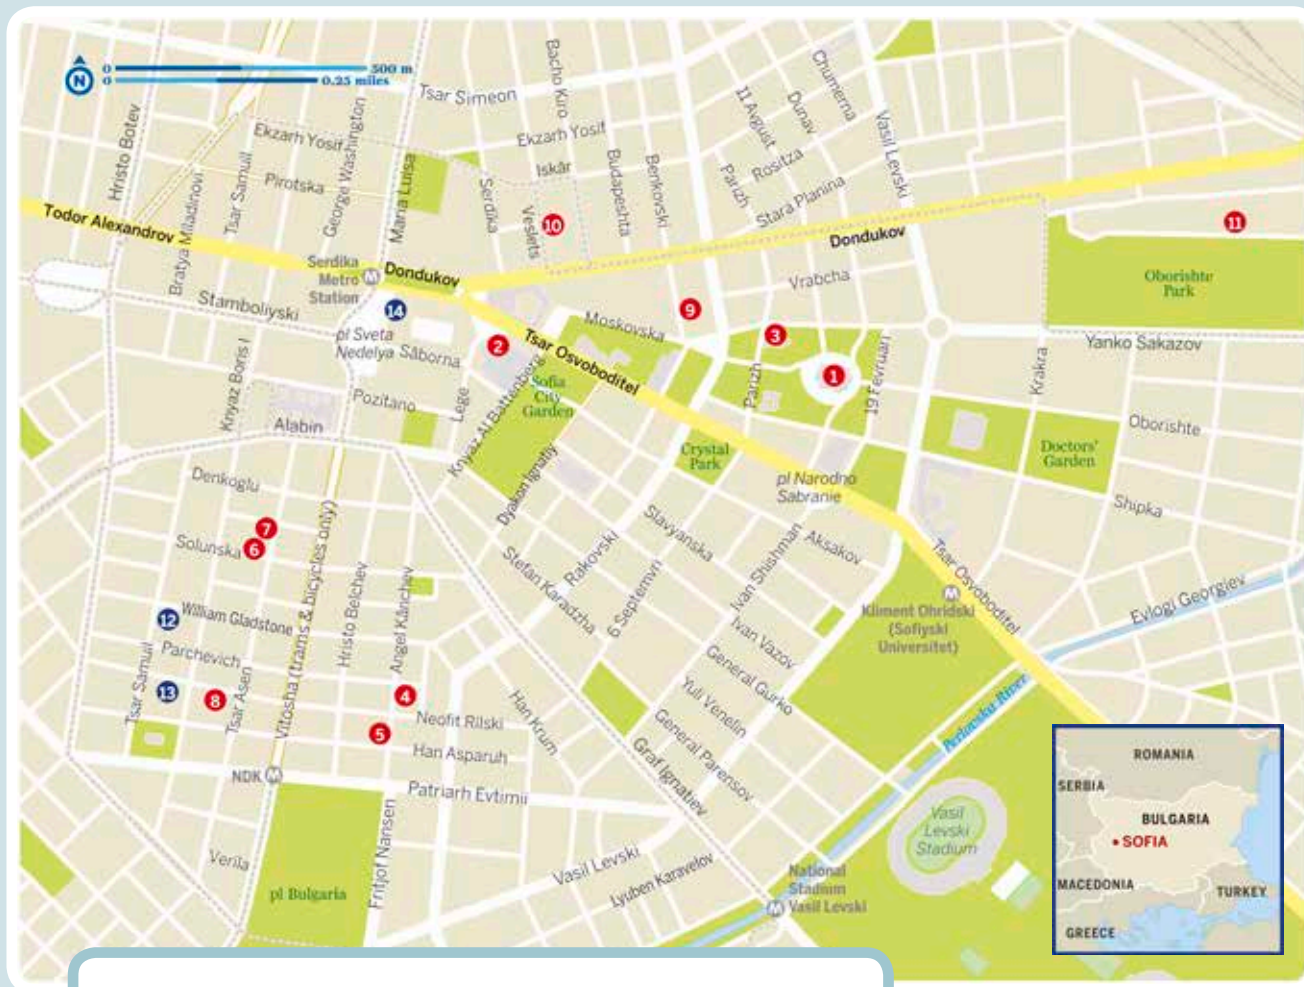 N
0 500 m
0 0.25 miles
Tsar Simeon
Bacho Kiro
11 Avgust
Dunav
Chumerna
Vasil Levski
Hristo Botev
Ekzarh Yosif
George Washington
Maria Luisa
Ekzarh Yosif
Iskâr
Budapeshta
Benkovski
Parizh
Rositza
Stara Planina
Pirotska
Tsar Samuil
Bratya Miladinovi
Serdika
Veslets
10
11
Todor Alexandrov
Serdika
Metro
Station
M
Dondukov
Dondukov
Vrabcha
Oborishte
Park
Stamboliyski
14
pl Sveta
Nedelya
Sâborna
2
Moskovska
9
3
1
Yanko Sakazov
Tsar Osvoboditel
Parizh
19 Fevruari
Krakra
Knyaz Boris I
Pozitano
Lege
Knyaz Al Battenberg
Sofia
City
Garden
Alabin
Oborishte
Doctors'
Garden
Crystal
Park
Denkoglu
Dyakon Ignatiy
pl Narodno
Sabranie
Shipka
7
6
Solunska
Slavyanska
Aksakov
Rakovski
Stefan Karadzha
6 Septemvri
Ivan Shishman
Tsar Osvoboditel
M
Kliment Ohridski
(Sofiyski
Universitet)
Evlogi Georgiev
12
William Gladstone
Vitosha (trams & bicycles only)
Hristo Belchev
Angel Kânchev
Ivan Vazov
Parchevich
General Gurko
Tsar Samuil
13
8
Tsar Asen
4
5
Neofit Rilski
Han Krum
Yuli Venelin
Perlovska River
Han Asparuh
General Parensov
Graf Ignatiev
NDK M
Patriarh Evtimii
Verila
pl Bulgaria
Fritjof Nansen
Vasil Levski
Lyuben Karavelov
Vasil
Levski
Stadium
National
Stadium
M Vasil Levski
ROMANIA
SERBIA
BULGARIA
SOFIA
MACEDONIA
TURKEY
GREECE